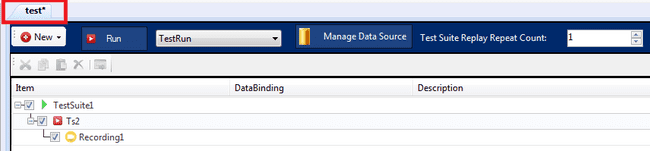 test*
New Run TestRun Manage Data Source Test Suite Replay Repeat Count: 1
Item DataBinding Description
TestSuite1
Ts2
Recording1